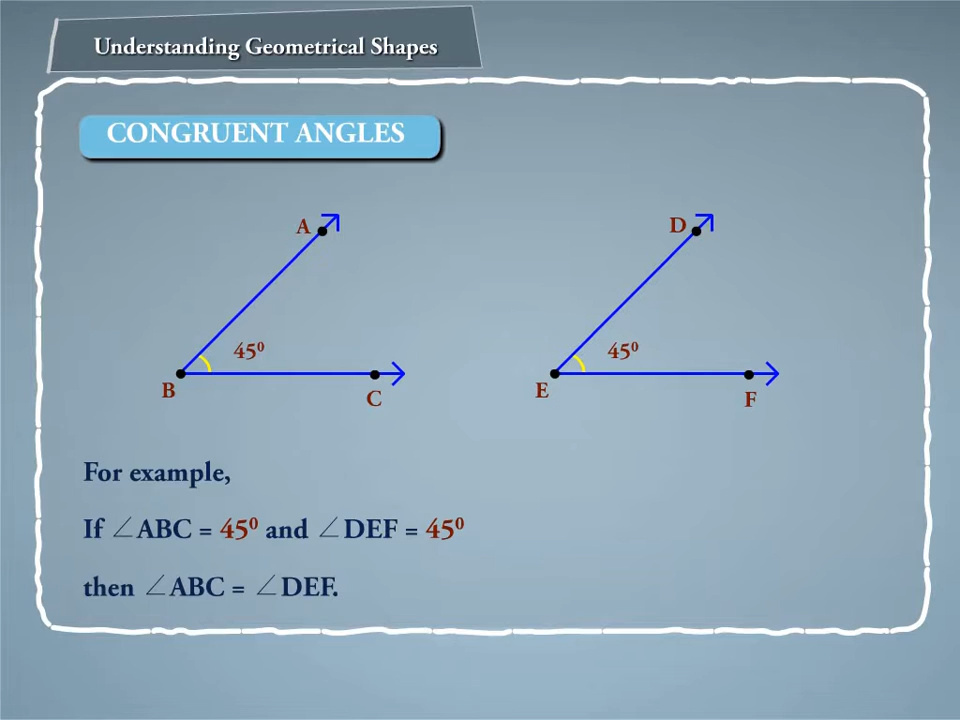 Understanding Geometrical Shapes
CONGRUENT ANGLES
A
D
45⁰
45⁰
B
C
E
F
For example,
If ∠ABC = 45⁰ and ∠DEF = 45⁰
then ∠ABC = ∠DEF.